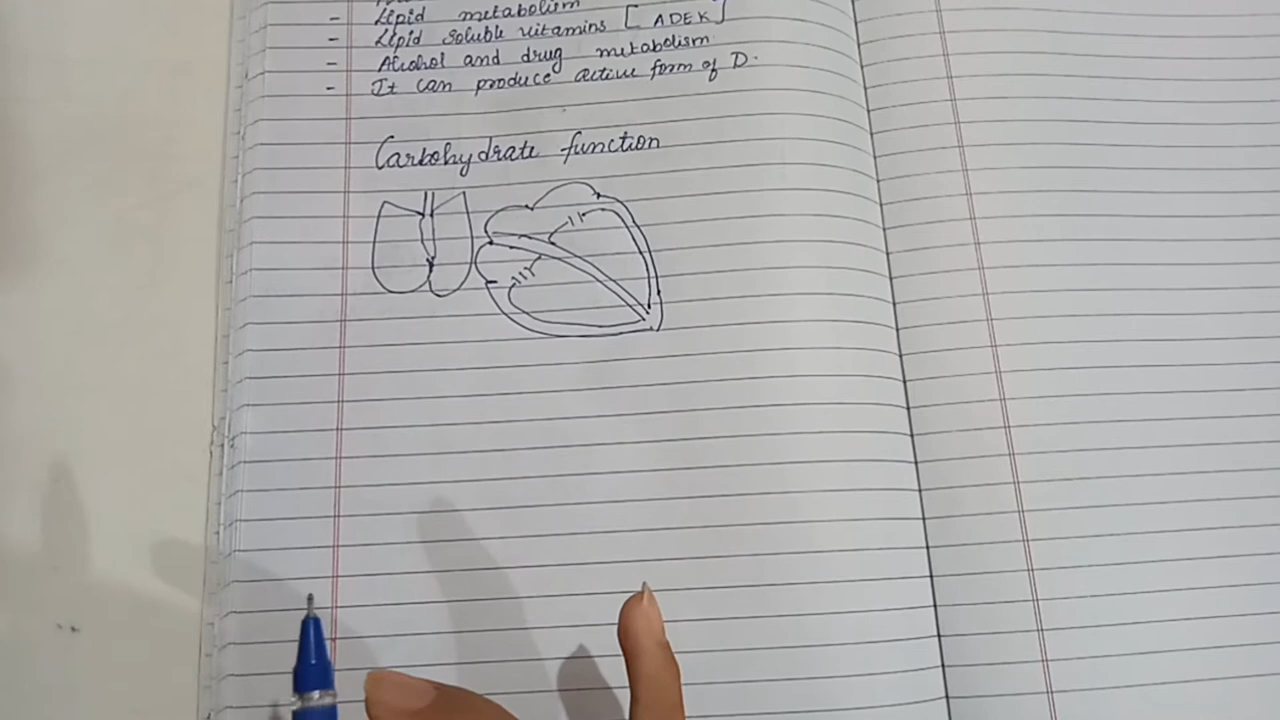 - Lipid metabolism
- Lipid soluble vitamins [ADEK]
- Alcohol and drug metabolism
- It can produce active form of D.
Carbohydrate function